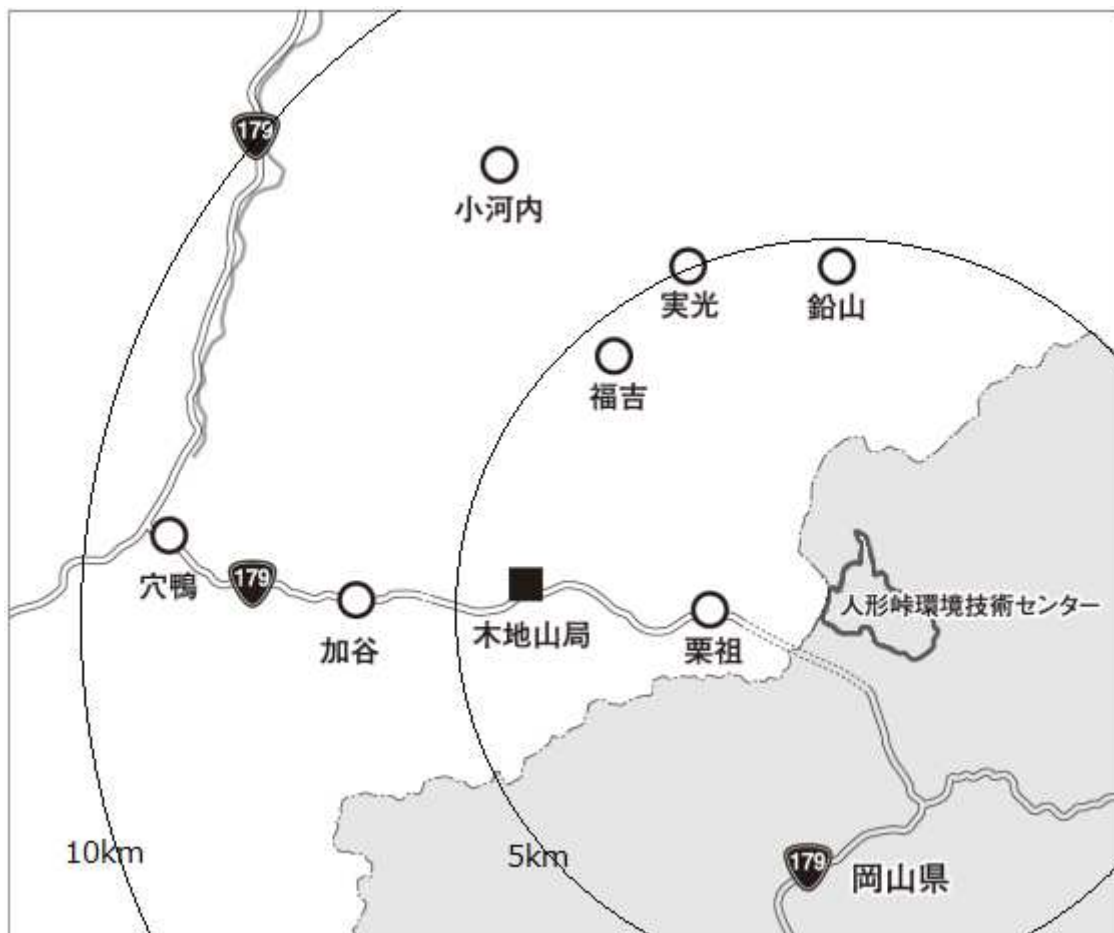 179
小河内
実光
鉛山
福吉
穴鴨
179
加谷
木地山局
栗祖
人形峠環境技術センター
10km
5km
179
岡山県